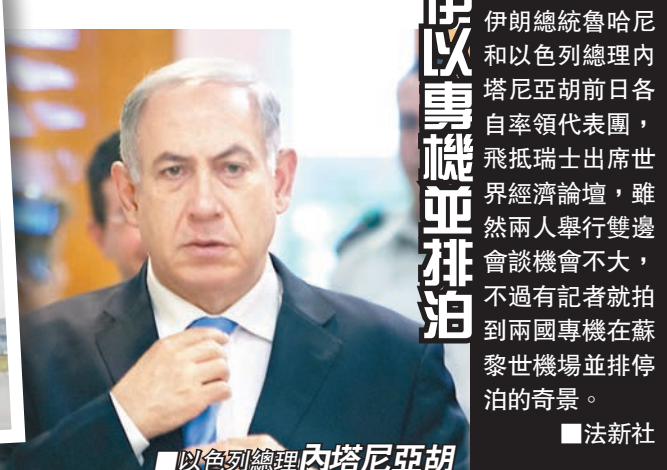 伊以專機並排泊
伊朗總統魯哈尼
和以色列總理內
塔尼亞胡前日各
自率領代表團，
飛抵瑞士出席世
界經濟論壇，雖
然兩人舉行雙邊
會談機會不大，
不過有記者就拍
到兩國專機在蘇
黎世機場並排停
泊的奇景。
■法新社
■以色列總理內塔尼亞胡